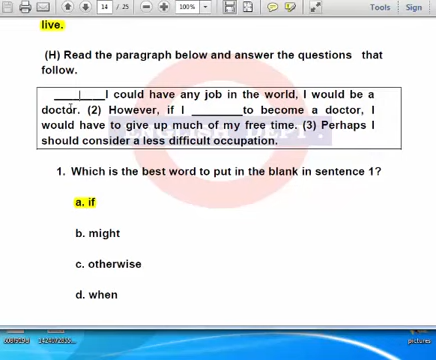 14 / 25
100%
Tools
Sign
live.
(H) Read the paragraph below and answer the questions that
follow.
________I could have any job in the world, I would be a
doctor. (2) However, if I ________to become a doctor, I
would have to give up much of my free time. (3) Perhaps I
should consider a less difficult occupation.
1. Which is the best word to put in the blank in sentence 1?
a. if
b. might
c. otherwise
d. when
pictures